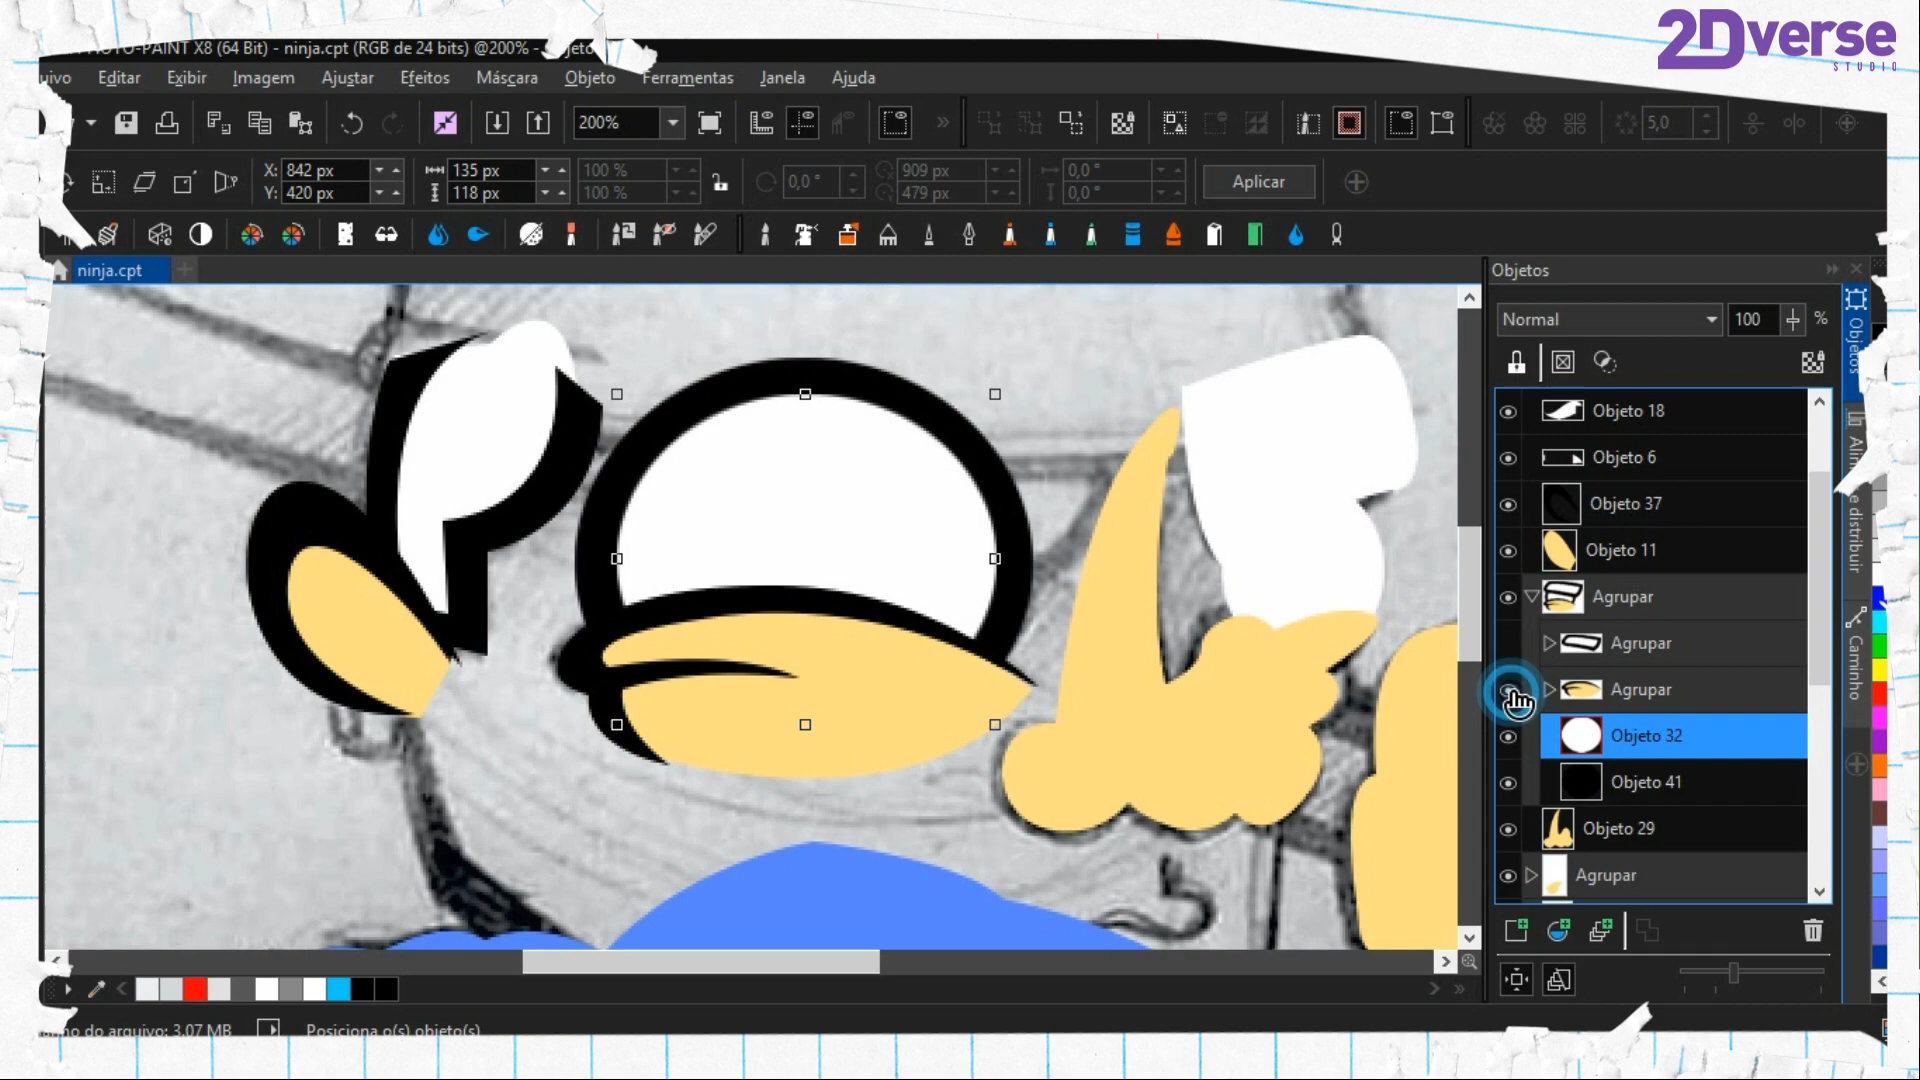 2Dverse
STUDIO
PHOTO-PAINT X8 (64 Bit) - ninja.cpt (RGB de 24 bits) @200% -
Editar Exibir Imagem Ajustar Efeitos Máscara Objeto Ferramentas Janela Ajuda
200%
5,0
X: 842 px 135 px 100 % 0,0 ° 909 px 0,0 °
Y: 420 px 118 px 100 % 479 px 0,0 °
Aplicar
ninja.cpt
Objetos
Normal 100 %
Objeto 18
Objeto 6
Objeto 37
Objeto 11
Agrupar
Agrupar
Agrupar
Objeto 32
Objeto 41
Objeto 29
Agrupar
Objetos
e distribuir
Caminho
do arquivo: 3,07 MB Posiciona o(s) objeto(s)